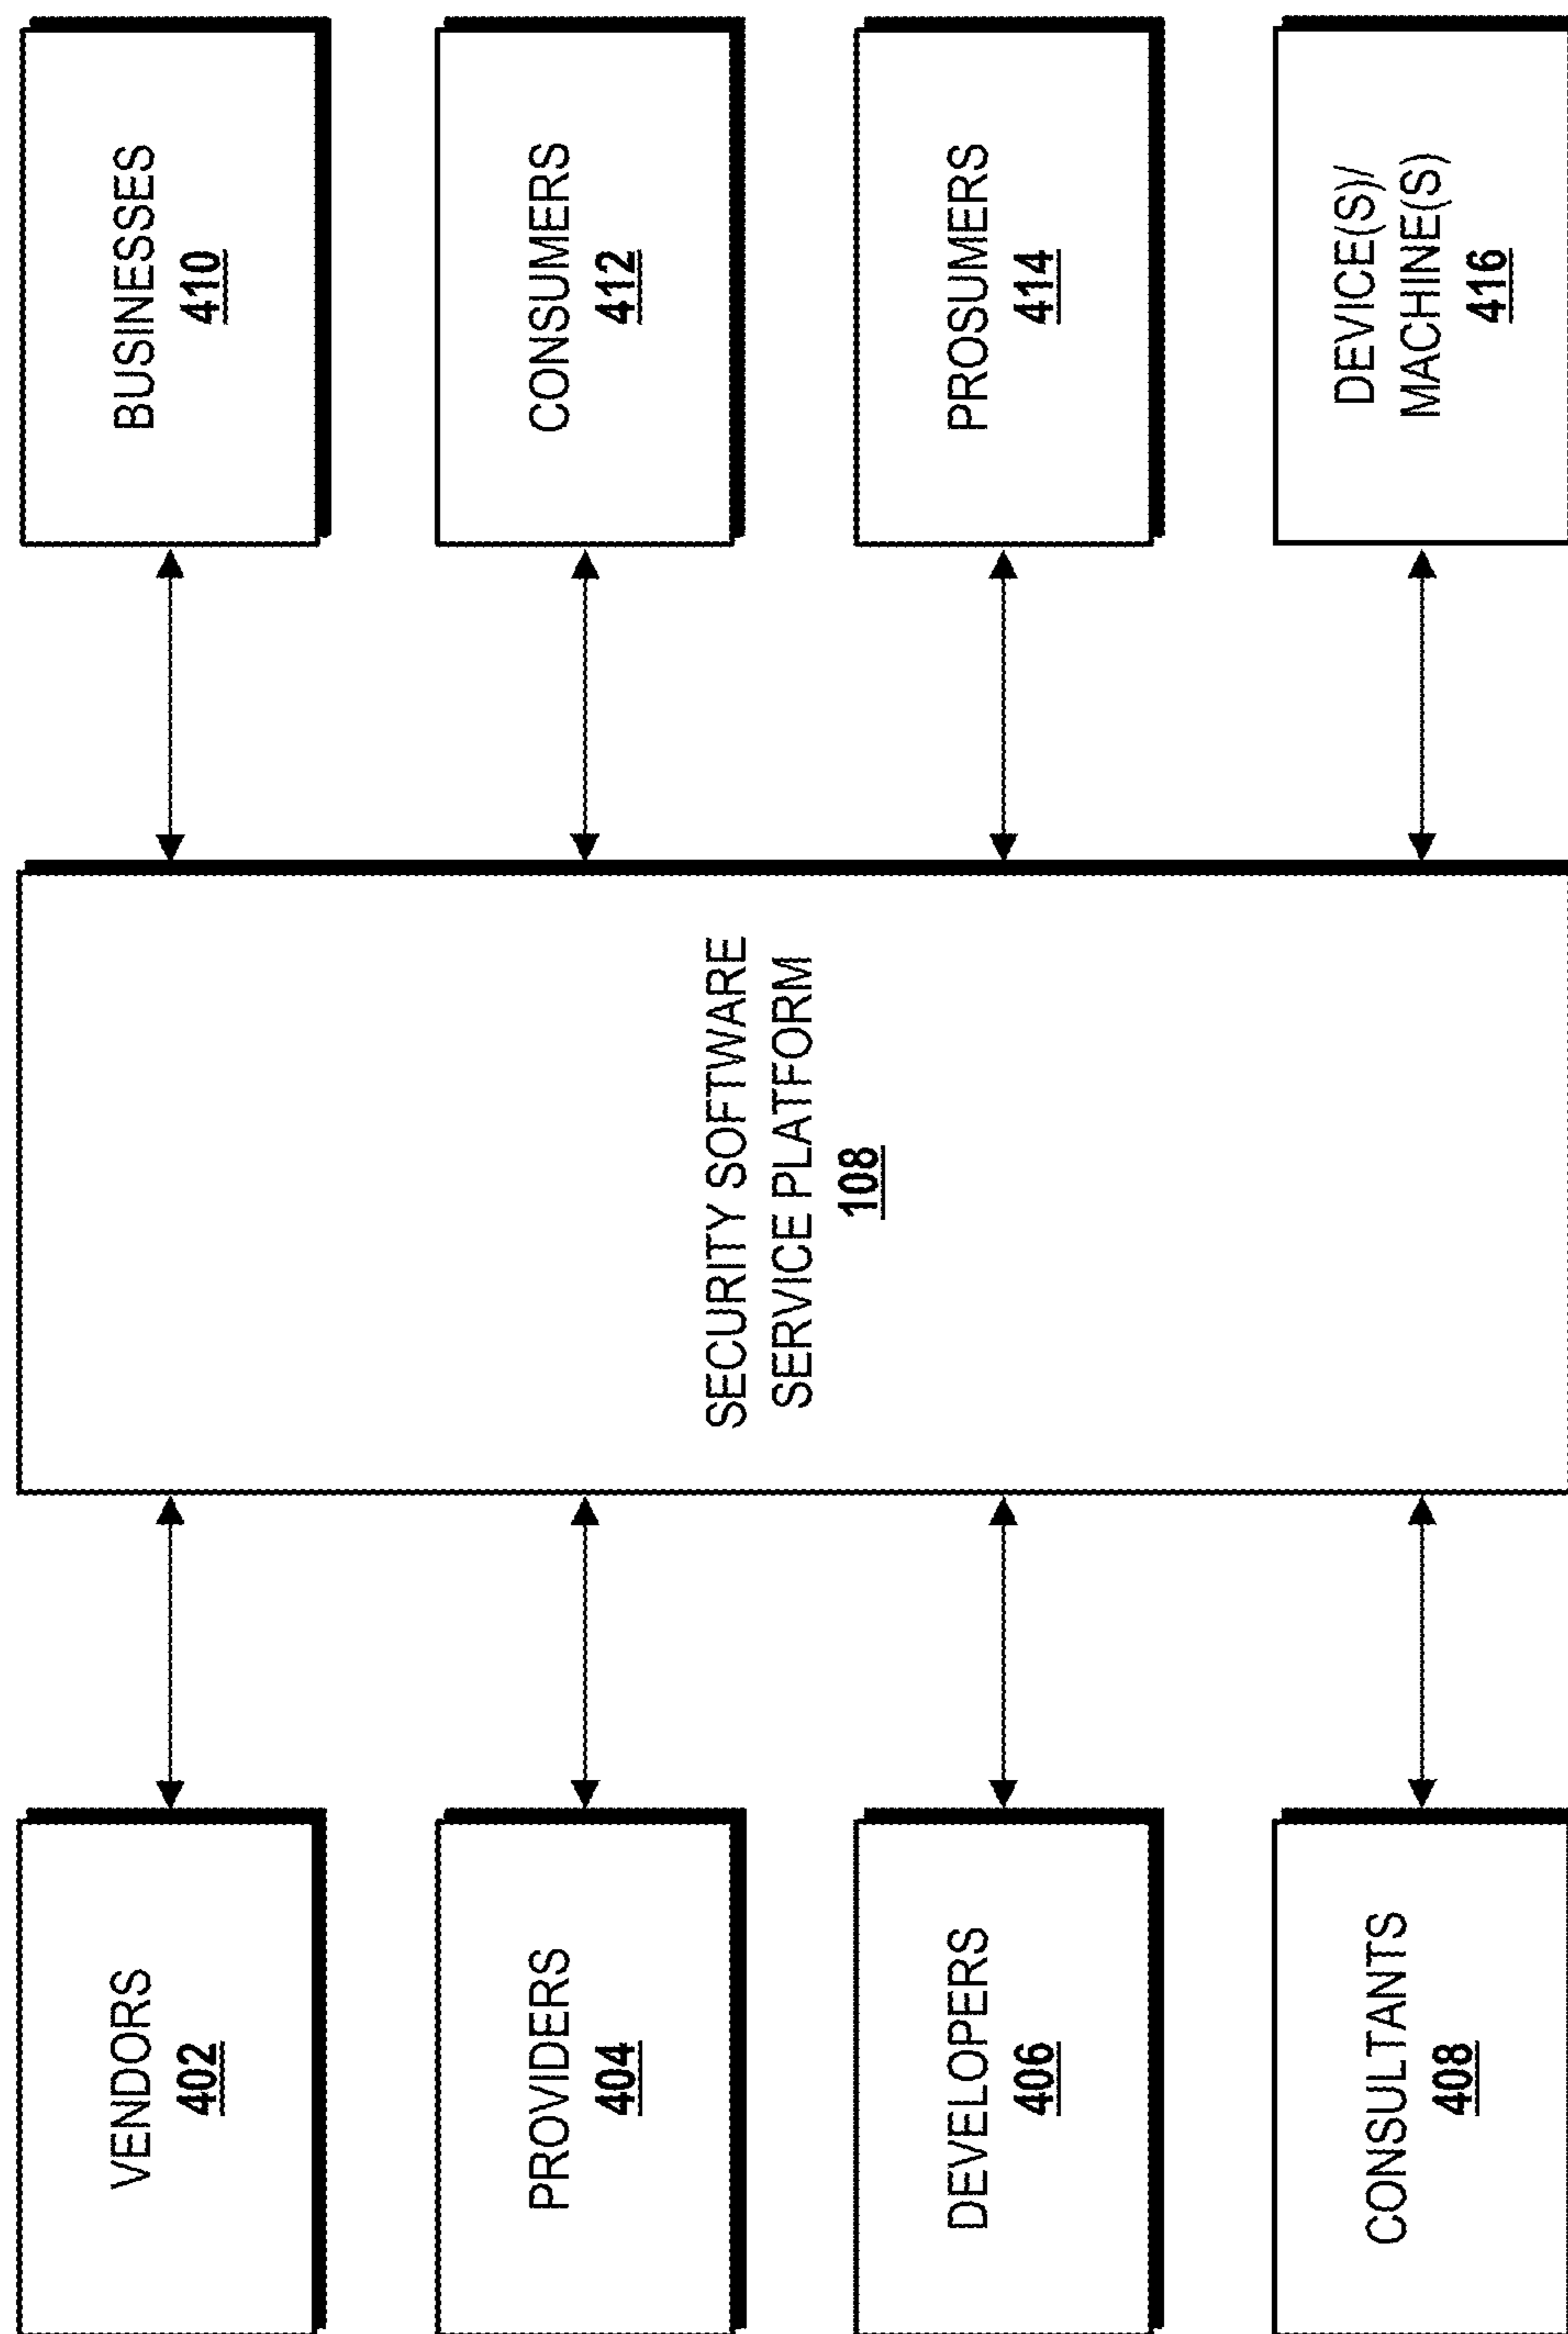 VENDORS
402
PROVIDERS
404
DEVELOPERS
406
CONSULTANTS
408
SECURITY SOFTWARE
SERVICE PLATFORM
108
BUSINESSES
410
CONSUMERS
412
PROSUMERS
414
DEVICE(S)/
MACHINE(S)
416